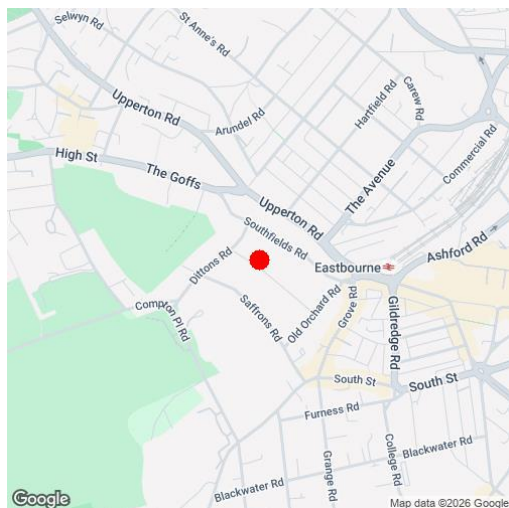 Selwyn Rd
St Anne's Rd
Upperton Rd
Arundel Rd
Hartfield Rd
Carew Rd
Commercial Rd
High St
The Goffs
The Avenue
Upperton Rd
Southfields Rd
Dittons Rd
Eastbourne
Ashford Rd
Compton Pl Rd
Saffrons Rd
Old Orchard Rd
Grove Rd
Gildredge Rd
South St
South St
Furness Rd
College Rd
Grange Rd
Blackwater Rd
Blackwater Rd
Google
Map data ©2026 Google